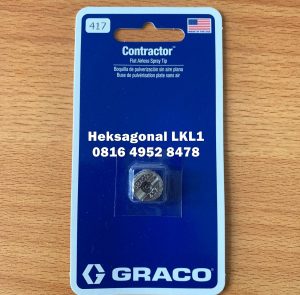 417
Contractor™
Flat Airless Spray Tip
Boquilla de pulverización sin aire plana
Buse de pulvérisation plate sans air
Heksagonal LKL1
0816 4952 8478
GRACO